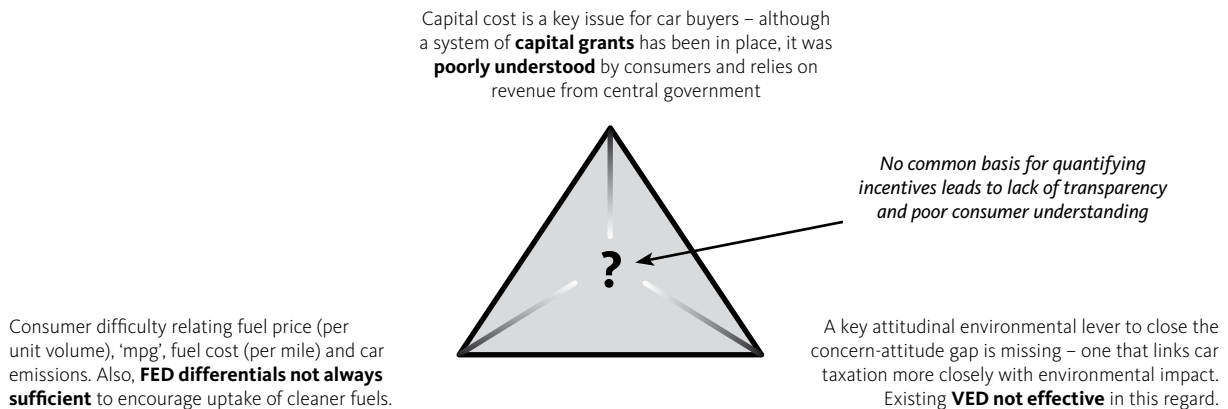 Capital cost is a key issue for car buyers – although
a system of capital grants has been in place, it was
poorly understood by consumers and relies on
revenue from central government
No common basis for quantifying
incentives leads to lack of transparency
and poor consumer understanding
?
Consumer difficulty relating fuel price (per
unit volume), ‘mpg’, fuel cost (per mile) and car
emissions. Also, FED differentials not always
sufficient to encourage uptake of cleaner fuels.
A key attitudinal environmental lever to close the
concern-attitude gap is missing – one that links car
taxation more closely with environmental impact.
Existing VED not effective in this regard.